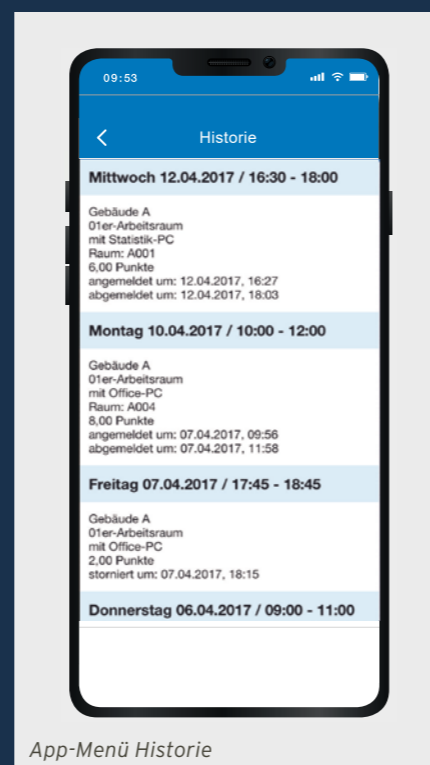 09:53
Historie
Mittwoch 12.04.2017 / 16:30 - 18:00
Gebäude A
01er-Arbeitsraum
mit Statistik-PC
Raum: A001
6,00 Punkte
angemeldet um: 12.04.2017, 16:27
abgemeldet um: 12.04.2017, 18:03
Montag 10.04.2017 / 10:00 - 12:00
Gebäude A
01er-Arbeitsraum
mit Office-PC
Raum: A004
8,00 Punkte
angemeldet um: 07.04.2017, 09:56
abgemeldet um: 07.04.2017, 11:58
Freitag 07.04.2017 / 17:45 - 18:45
Gebäude A
01er-Arbeitsraum
mit Office-PC
2,00 Punkte
storniert um: 07.04.2017, 18:15
Donnerstag 06.04.2017 / 09:00 - 11:00
App-Menü Historie